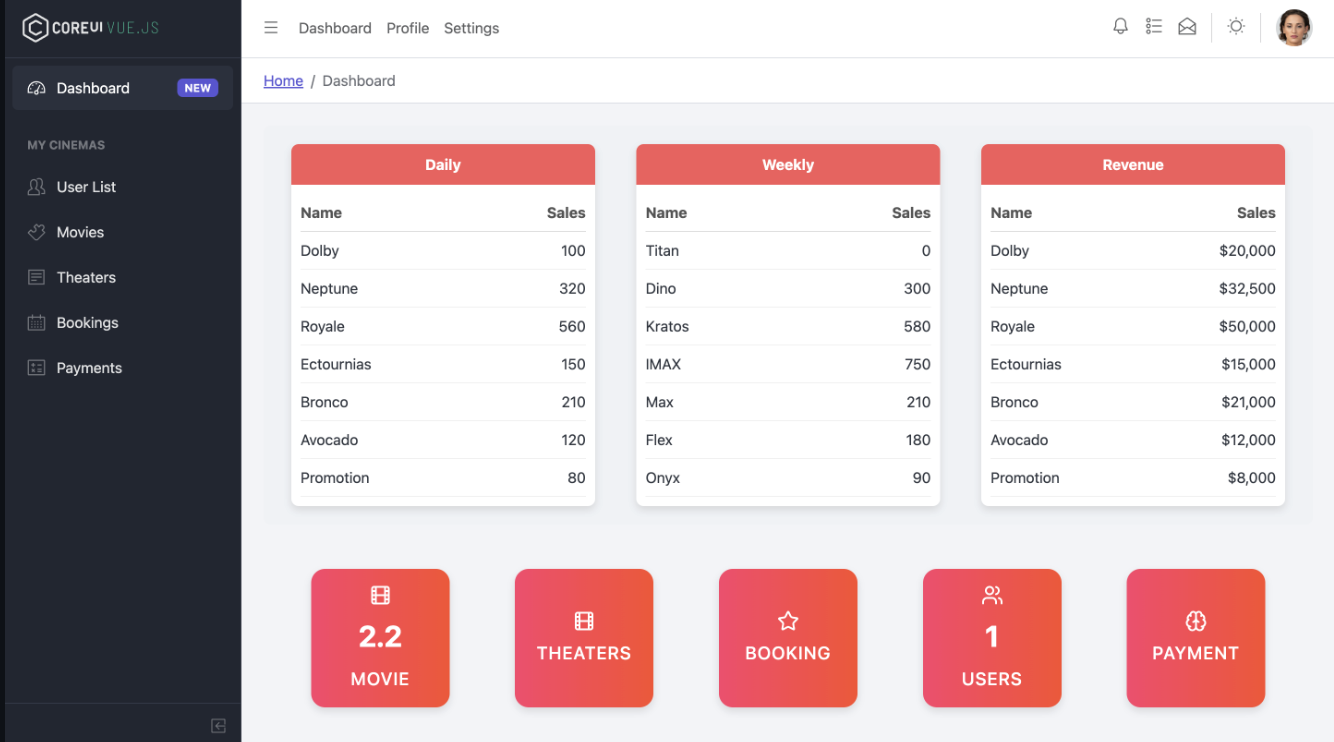 COREUI VUE.JS
Dashboard Profile Settings
Dashboard NEW
Home / Dashboard
MY CINEMAS
User List
Movies
Theaters
Bookings
Payments
Daily
Name Sales
Dolby 100
Neptune 320
Royale 560
Ectournias 150
Bronco 210
Avocado 120
Promotion 80
Weekly
Name Sales
Titan 0
Dino 300
Kratos 580
IMAX 750
Max 210
Flex 180
Onyx 90
Revenue
Name Sales
Dolby $20,000
Neptune $32,500
Royale $50,000
Ectournias $15,000
Bronco $21,000
Avocado $12,000
Promotion $8,000
2.2
MOVIE
THEATERS
BOOKING
1
USERS
PAYMENT